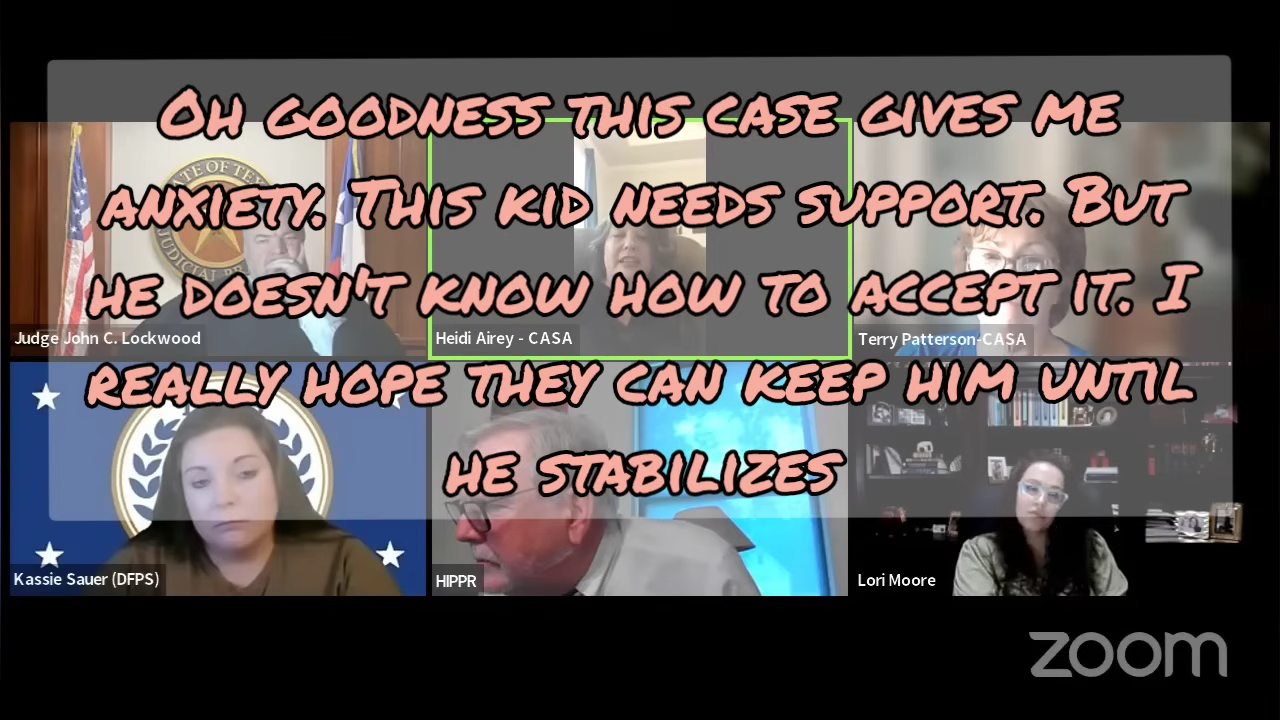 Oh goodness this case gives me
anxiety. This kid needs support. But
he doesn't know how to accept it. I
really hope they can keep him until
he stabilizes
Judge John C. Lockwood
Heidi Airey - CASA
Terry Patterson-CASA
Kassie Sauer (DFPS)
HIPPR
Lori Moore
zoom